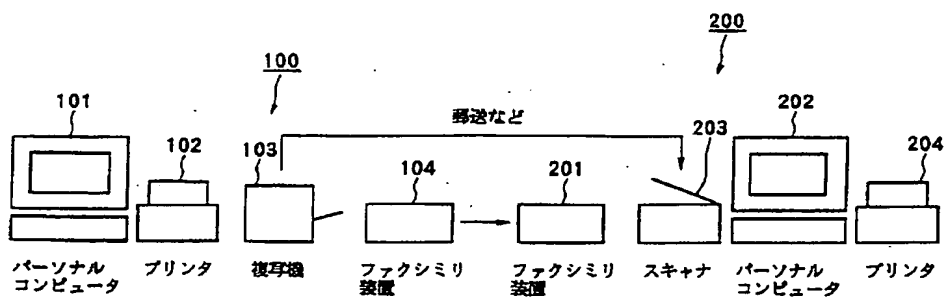 200
100
101
202
郵送など
203
102
103
204
104
201
パーソナル
コンピュータ
プリンタ
複写機
ファクシミリ
装置
ファクシミリ
装置
スキャナ
パーソナル
コンピュータ
プリンタ